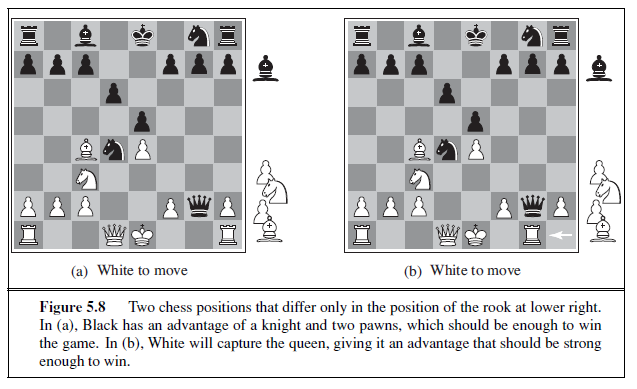 (a) White to move
(b) White to move
Figure 5.8 Two chess positions that differ only in the position of the rook at lower right.
In (a), Black has an advantage of a knight and two pawns, which should be enough to win
the game. In (b), White will capture the queen, giving it an advantage that should be strong
enough to win.